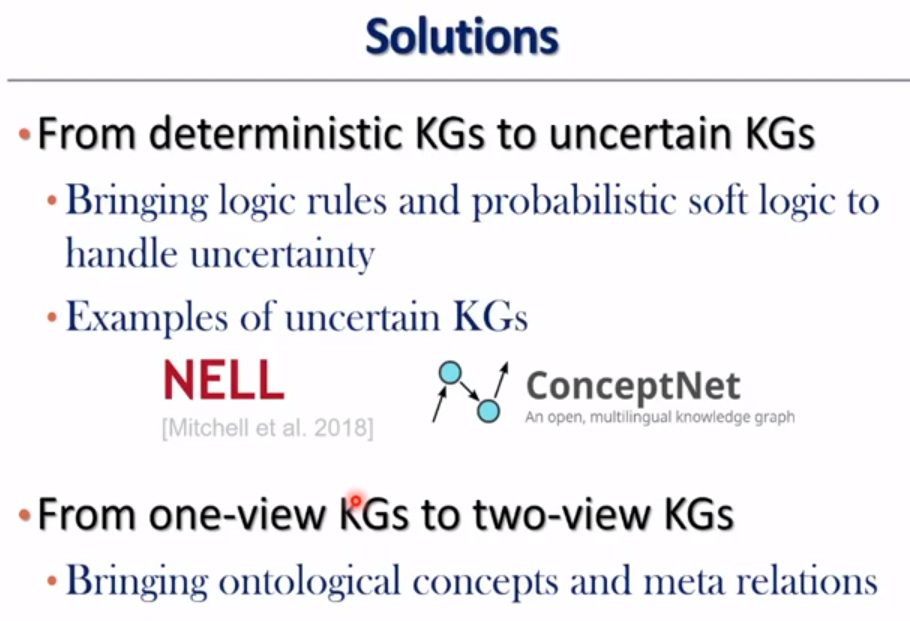 Solutions
•From deterministic KGs to uncertain KGs
•Bringing logic rules and probabilistic soft logic to
handle uncertainty
•Examples of uncertain KGs
NELL
[Mitchell et al. 2018]
ConceptNet
An open, multilingual knowledge graph
•From one-view KGs to two-view KGs
•Bringing ontological concepts and meta relations